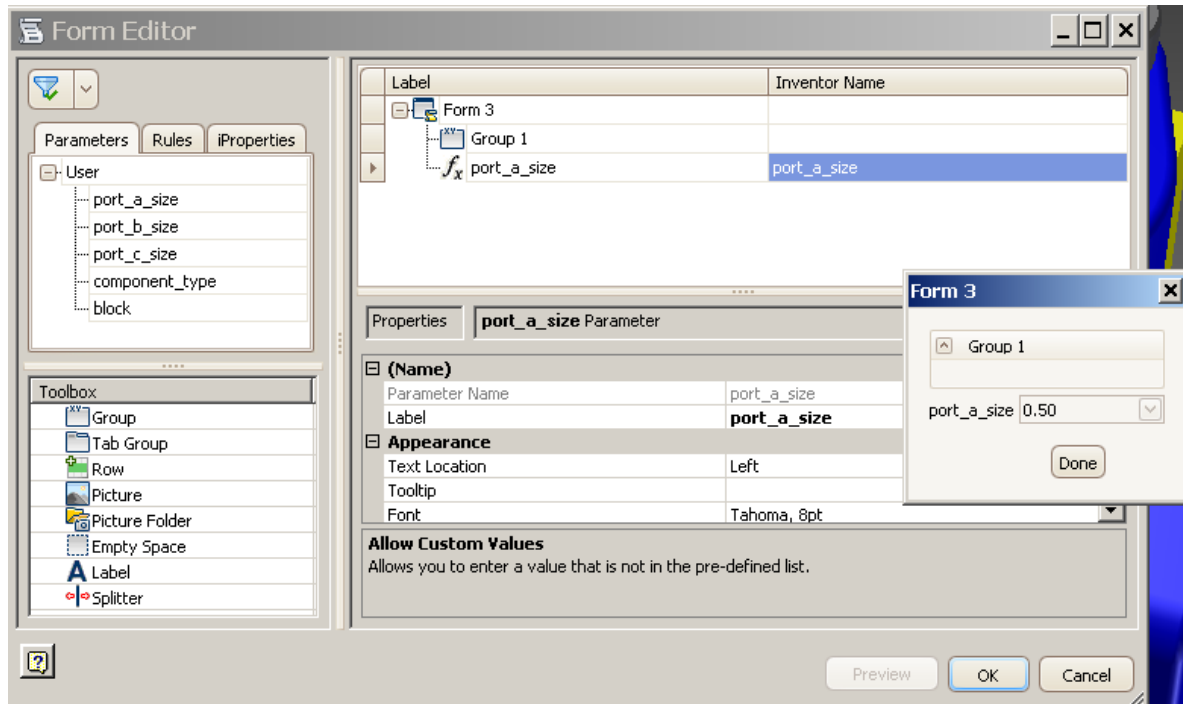 Form Editor
Parameters Rules iProperties
User
port_a_size
port_b_size
port_c_size
component_type
block
Toolbox
Group
Tab Group
Row
Picture
Picture Folder
Empty Space
Label
Splitter
Label Inventor Name
Form 3
Group 1
port_a_size port_a_size
Properties port_a_size Parameter
(Name)
Parameter Name port_a_size
Label port_a_size
Appearance
Text Location Left
Tooltip
Font Tahoma, 8pt
Allow Custom Values
Allows you to enter a value that is not in the pre-defined list.
Form 3
Group 1
port_a_size 0.50
Done
Preview OK Cancel